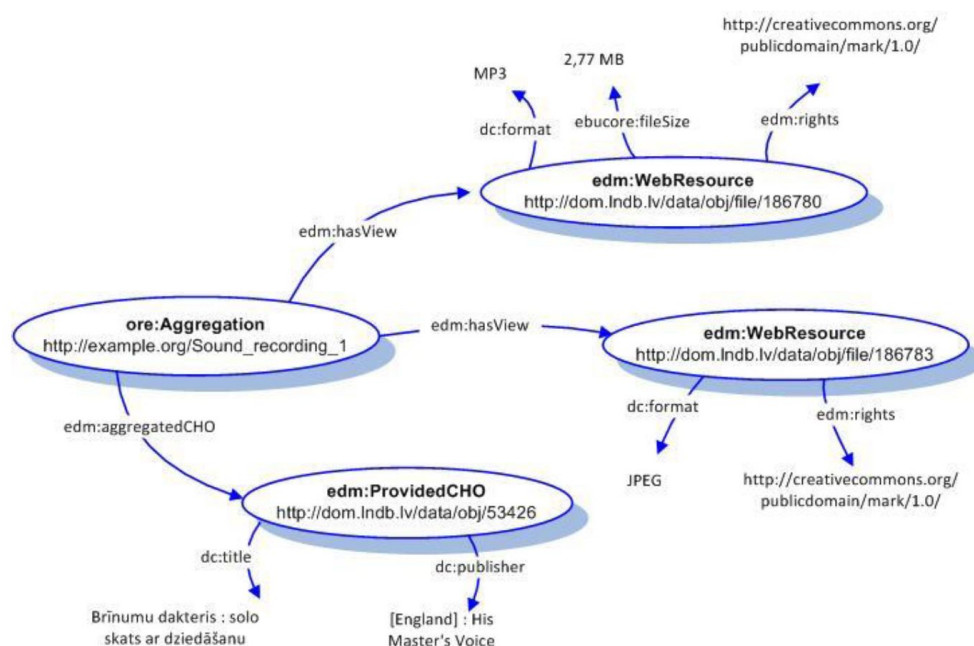 http://creativecommons.org/
publicdomain/mark/1.0/
2,77 MB
MP3
dc:format
ebucore:fileSize
edm:rights
edm:WebResource
http://dom.lndb.lv/data/obj/file/186780
edm:hasView
ore:Aggregation
http://example.org/Sound_recording_1
edm:hasView
edm:WebResource
http://dom.lndb.lv/data/obj/file/186783
dc:format
edm:rights
edm:aggregatedCHO
JPEG
http://creativecommons.org/
publicdomain/mark/1.0/
edm:ProvidedCHO
http://dom.lndb.lv/data/obj/53426
dc:title
dc:publisher
Brīnumu dakteris : solo
skats ar dziedāšanu
[England] : His
Master's Voice